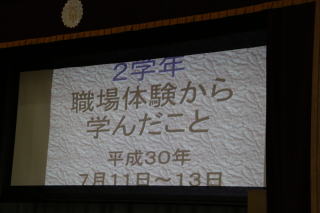 2学年
職場体験から
学んだこと
平成30年
7月11日～13日